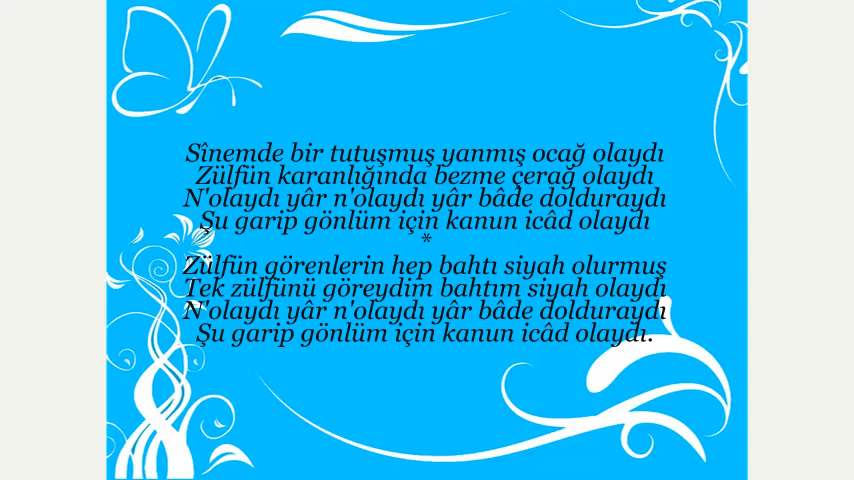 Sînemde bir tutuşmuş yanmış ocağ olaydı
Zülfün karanlığında bezme çerağ olaydı
N'olaydı yâr n'olaydı yâr bâde dolduraydı
Şu garip gönlüm için kanun icâd olaydı
*
Zülfün görenlerin hep bahtı siyah olurmuş
Tek zülfünü göreydim bahtım siyah olaydı
N'olaydı yâr n'olaydı yâr bâde dolduraydı
Şu garip gönlüm için kanun icâd olaydı.